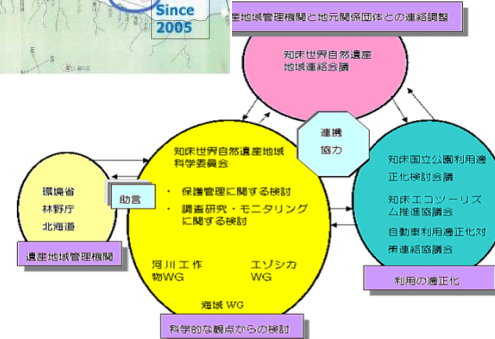 Since
2005
産地域管理機関と地元関係団体との連絡調整
知床世界自然遺産
地域連絡会議
連携
協力
知床世界自然遺産地域
科学委員会
・ 保護管理に関する検討
・ 調査研究・モニタリング
に関する検討
河川工作
物WG
エゾシカ
WG
海域 WG
科学的な観点からの検討
助言
環境省
林野庁
北海道
遺産地域管理機関
知床国立公園利用適
正化検討会議
知床エコツーリズ
ム推進協議会
自動車利用適正化対
策連絡協議会
利用の適正化